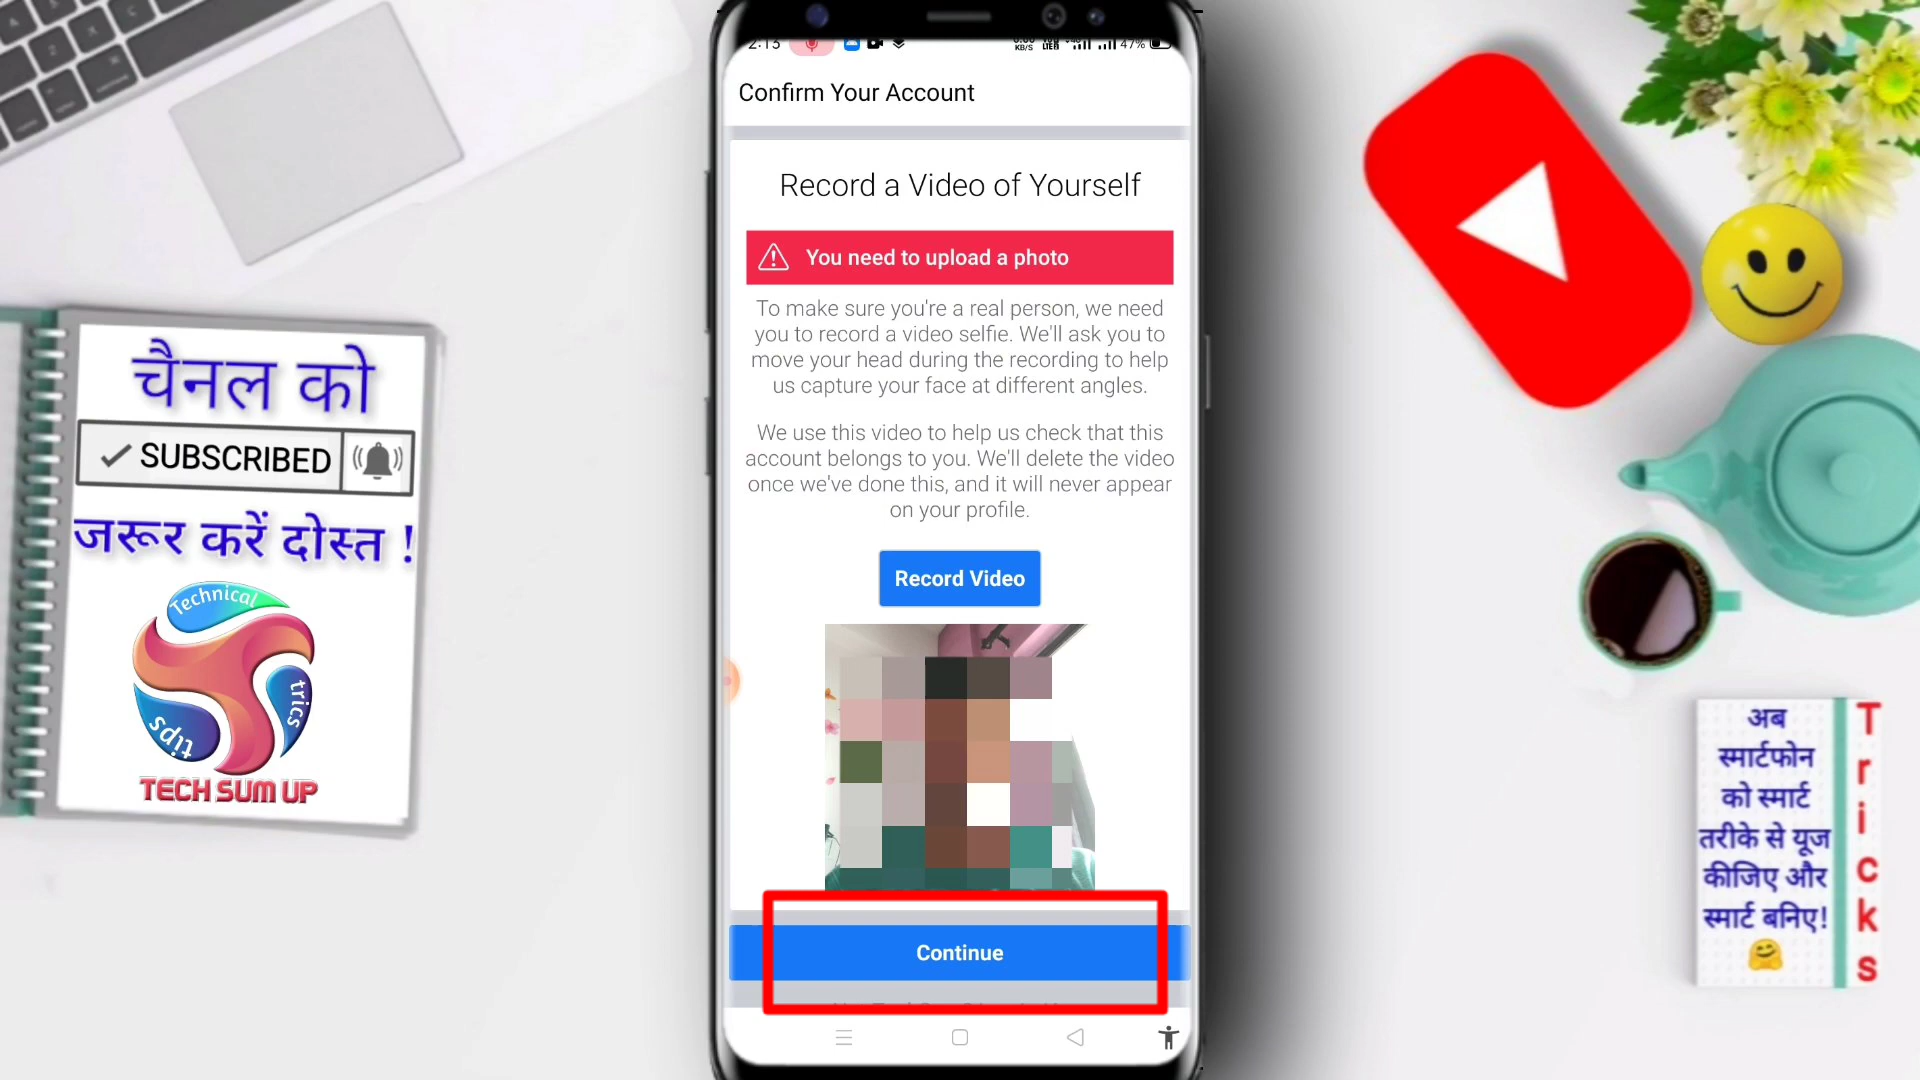 चैनल को
SUBSCRIBED
जरूर करें दोस्त !
Technical
tips
trics
TECH SUM UP
2:13
47%
Confirm Your Account
Record a Video of Yourself
You need to upload a photo
To make sure you're a real person, we need
you to record a video selfie. We'll ask you to
move your head during the recording to help
us capture your face at different angles.
We use this video to help us check that this
account belongs to you. We'll delete the video
once we've done this, and it will never appear
on your profile.
Record Video
Continue
अब
स्मार्टफोन
को स्मार्ट
तरीके से यूज
कीजिए और
स्मार्ट बनिए!
Tricks